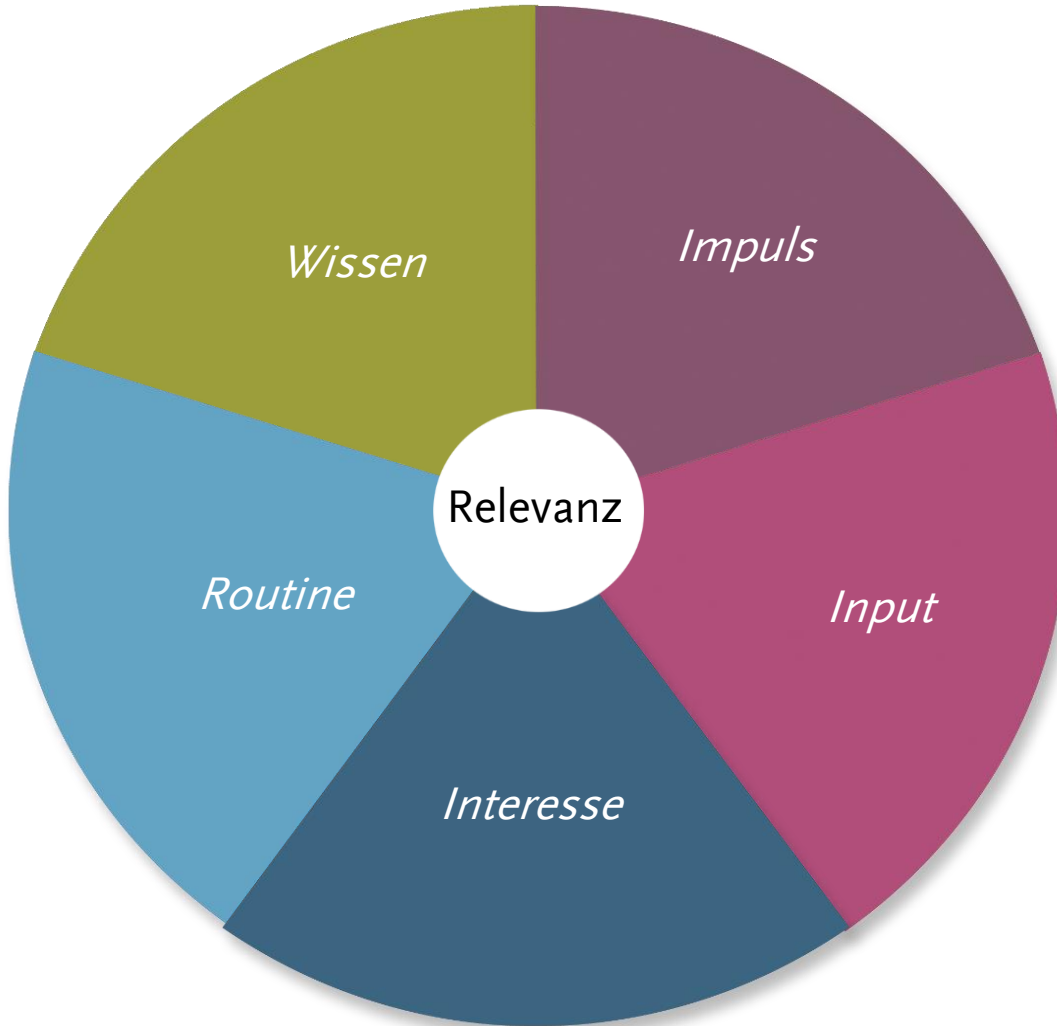 Impuls
Wissen
Relevanz
Routine
Input
Interesse